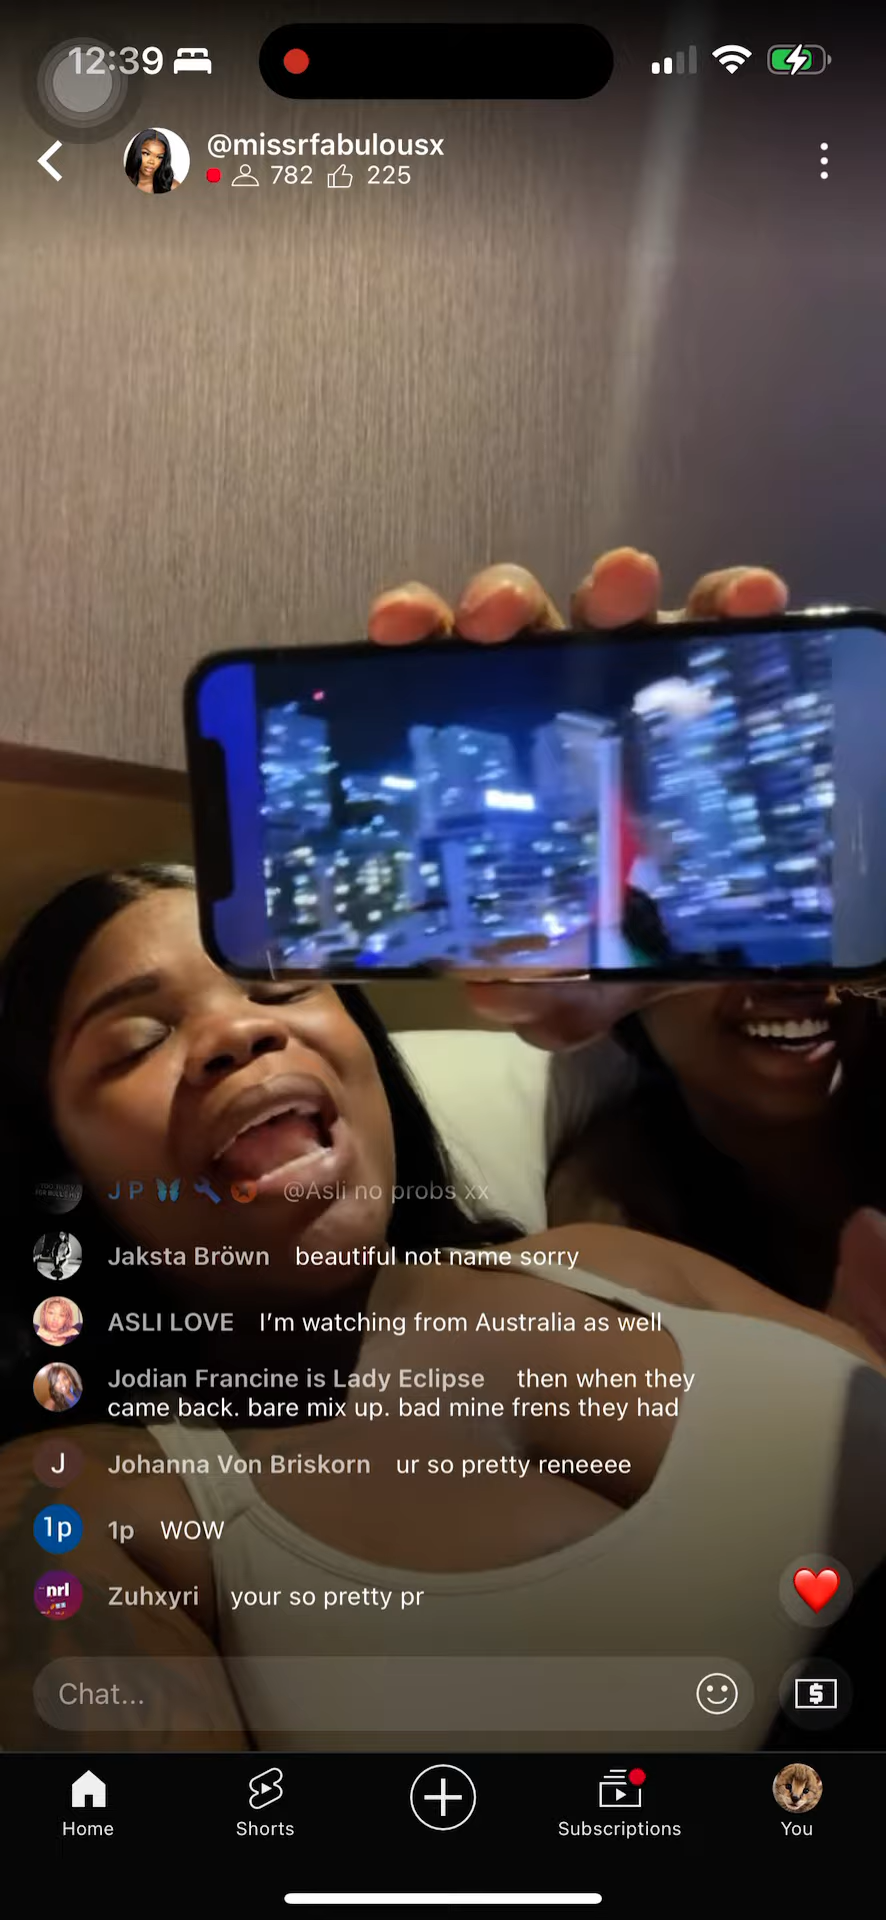 12:39
@missrfabulousx
782 225
J P @Asli no probs xx
Jaksta Bröwn beautiful not name sorry
ASLI LOVE I'm watching from Australia as well
Jodian Francine is Lady Eclipse then when they
came back. bare mix up. bad mine frens they had
J Johanna Von Briskorn ur so pretty reneeee
1p 1p WOW
nrl Zuhxyri your so pretty pr
Chat...
$
Home Shorts Subscriptions You